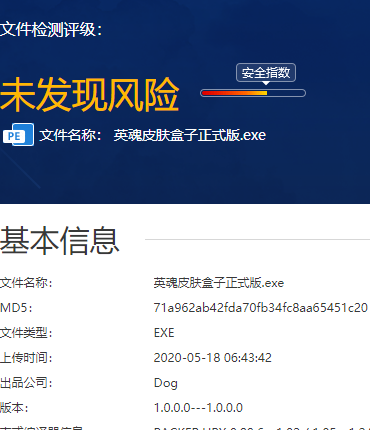 文件检测评级：
安全指数
未发现风险
PE 文件名称： 英魂皮肤盒子正式版.exe
基本信息
文件名称： 英魂皮肤盒子正式版.exe
MD5： 71a962ab42fda70fb34fc8aa65451c20
文件类型： EXE
上传时间： 2020-05-18 06:43:42
出品公司： Dog
版本： 1.0.0.0---1.0.0.0